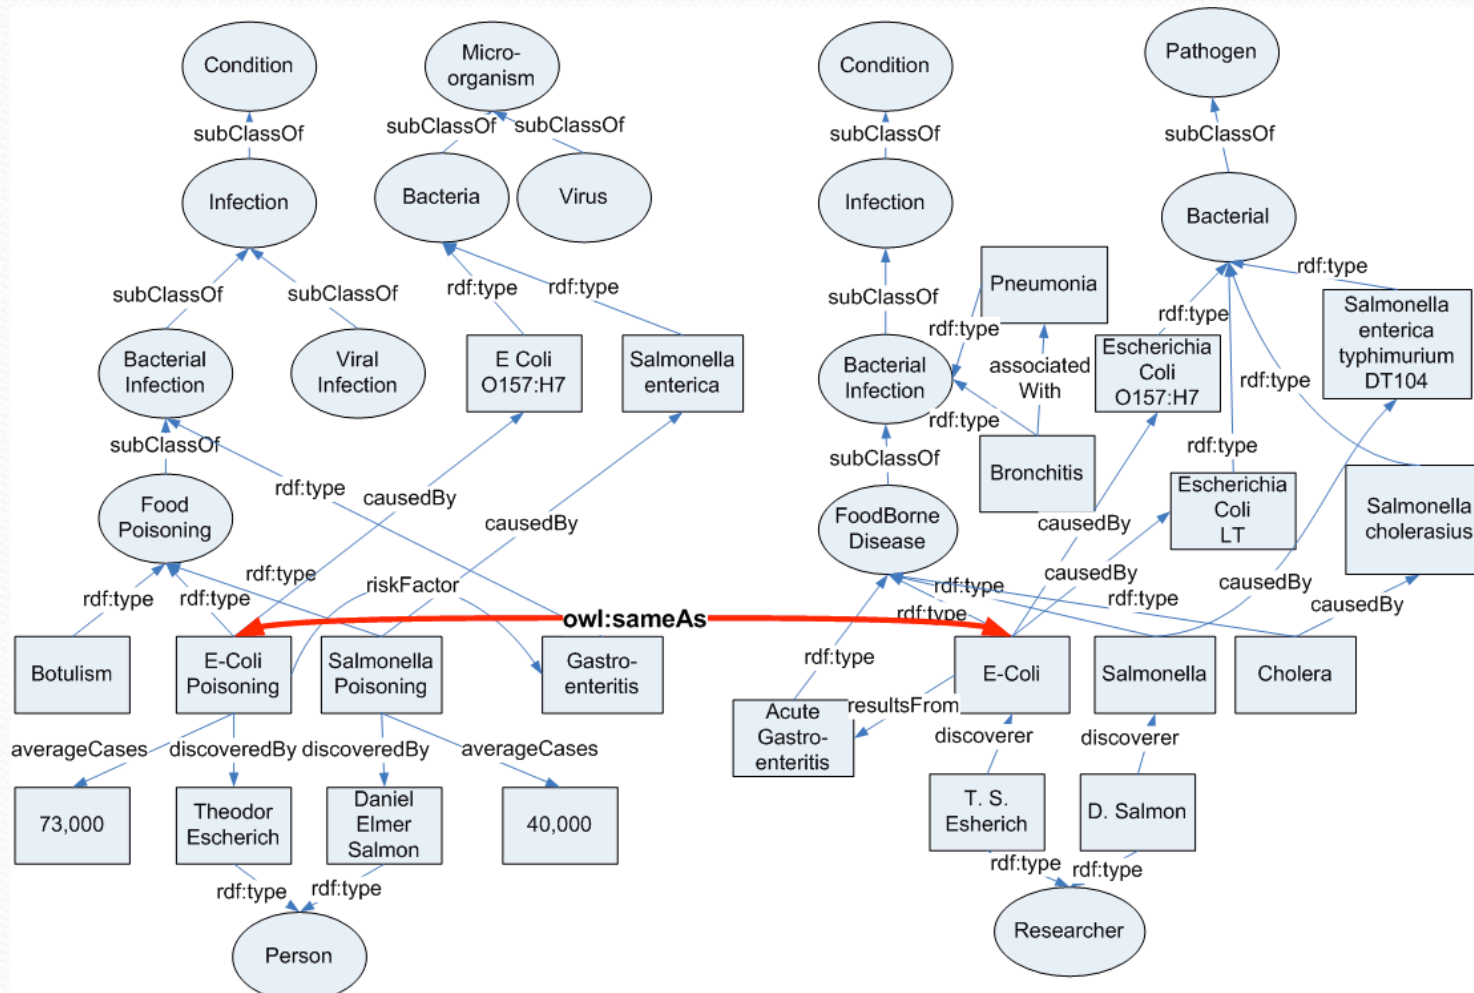 Condition
Micro-
organism
Condition
Pathogen
subClassOf
subClassOf
subClassOf
subClassOf
subClassOf
Infection
Bacteria
Virus
Infection
Bacterial
subClassOf
subClassOf
rdf:type
rdf:type
subClassOf
Pneumonia
rdf:type
rdf:type
rdf:type
Salmonella
enterica
typhimurium
DT104
Bacterial
Infection
Viral
Infection
E Coli
O157:H7
Salmonella
enterica
Bacterial
Infection
associated
With
Escherichia
Coli
O157:H7
rdf:type
rdf:type
subClassOf
rdf:type
causedBy
causedBy
subClassOf
Bronchitis
rdf:type
Escherichia
Coli
LT
Salmonella
cholerasius
Food
Poisoning
FoodBorne
Disease
causedBy
rdf:type
rdf:type
rdf:type
riskFactor
rdf:type
rdf:type
causedBy
rdf:type
causedBy
causedBy
owl:sameAs
Botulism
E-Coli
Poisoning
Salmonella
Poisoning
Gastro-
enteritis
rdf:type
E-Coli
Salmonella
Cholera
resultsFrom
Acute
Gastro-
enteritis
averageCases
discoveredBy
discoveredBy
averageCases
discoverer
discoverer
73,000
Theodor
Escherich
Daniel
Elmer
Salmon
40,000
T. S.
Esherich
D. Salmon
rdf:type
rdf:type
rdf:type
rdf:type
Person
Researcher